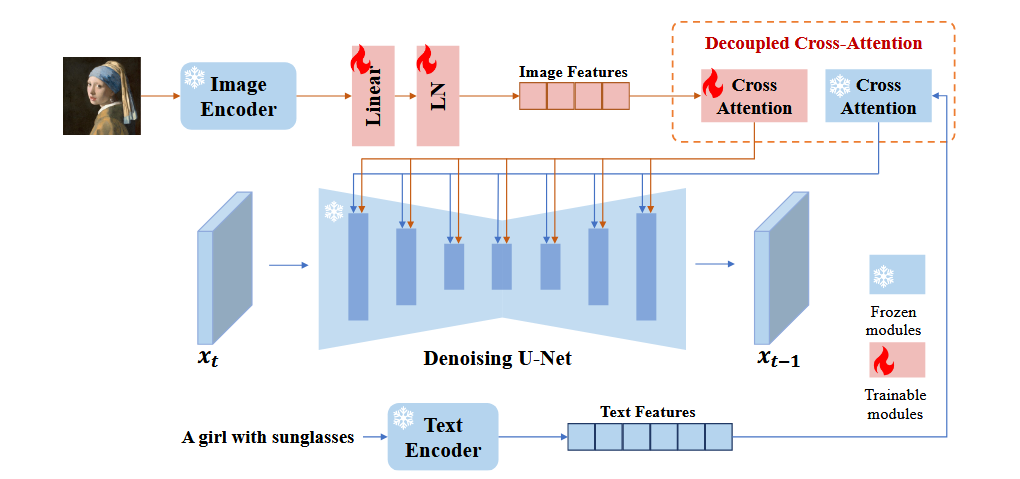 Decoupled Cross-Attention
Image
Encoder
Linear
LN
Image Features
Cross
Attention
Cross
Attention
x_t
Denoising U-Net
x_{t−1}
Frozen
modules
Trainable
modules
A girl with sunglasses
Text
Encoder
Text Features